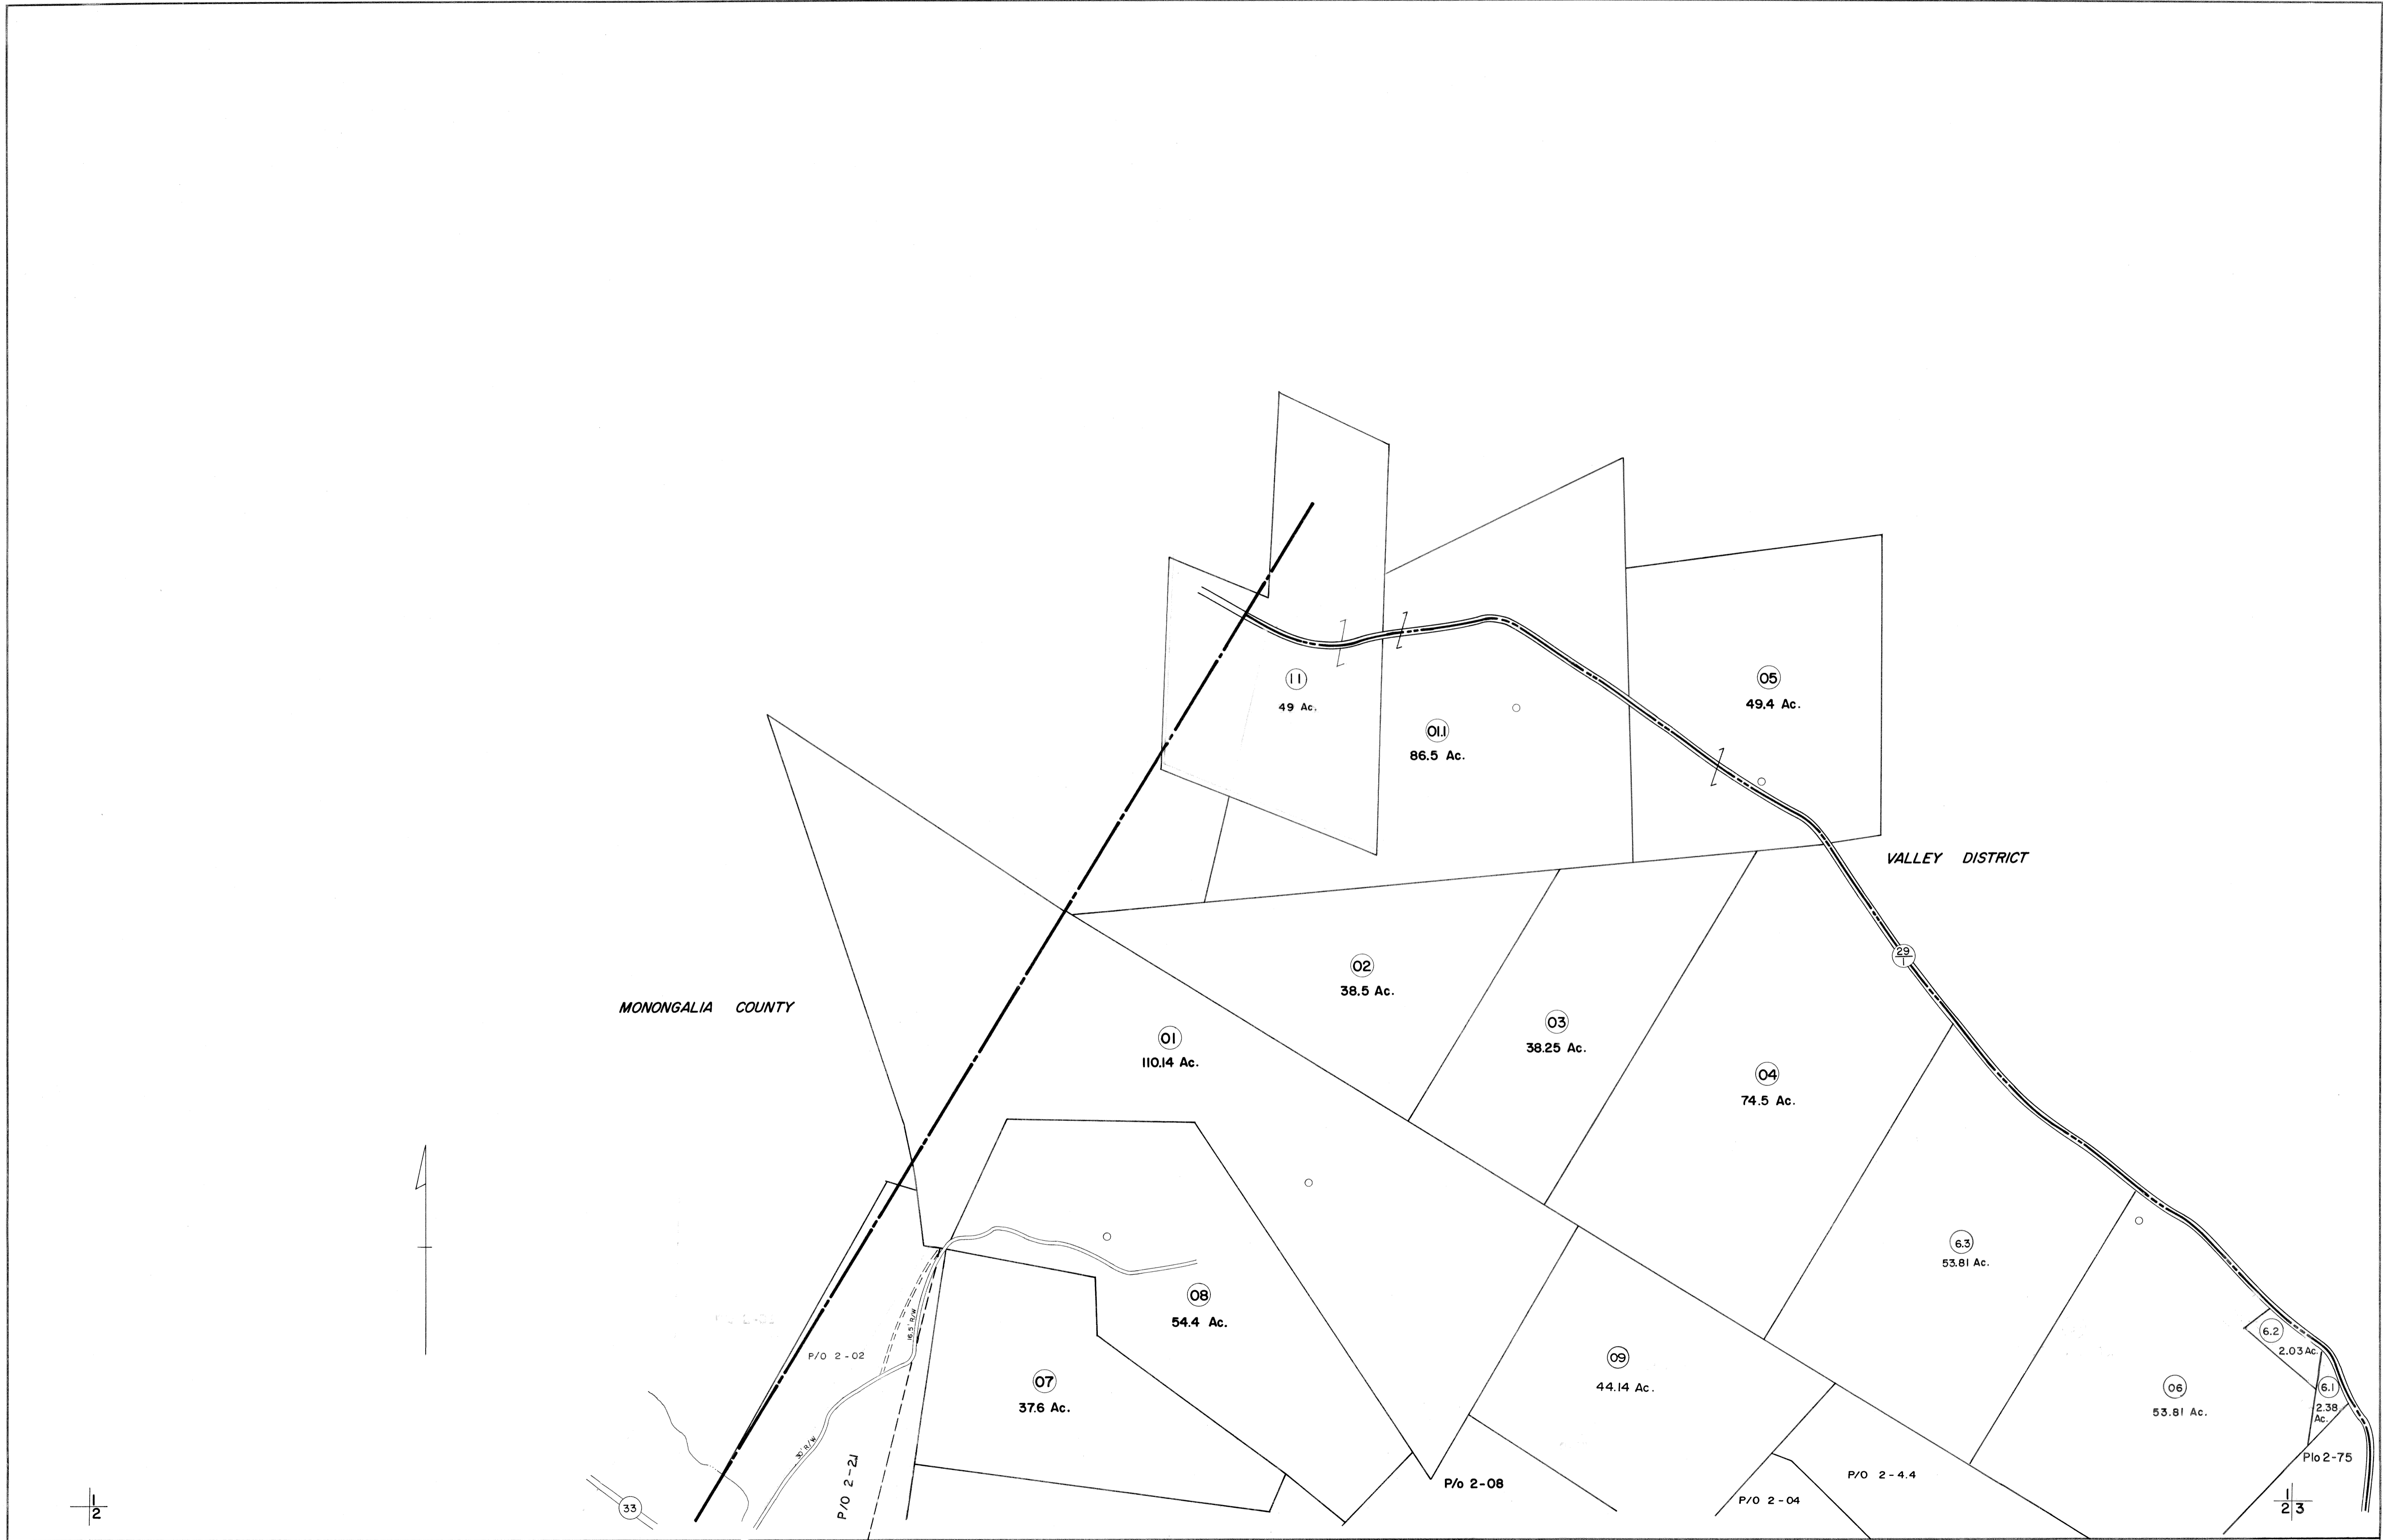 11
49 Ac.
01.1
86.5 Ac.
05
49.4 Ac.
VALLEY DISTRICT
29
1
02
38.5 Ac.
MONONGALIA COUNTY
01
110.14 Ac.
03
38.25 Ac.
04
74.5 Ac.
6.3
53.81 Ac.
08
54.4 Ac.
16.5' R/W
P/O 2-02
07
37.6 Ac.
09
44.14 Ac.
6.2
2.03 Ac.
6.1
2.38
Ac.
06
53.81 Ac.
30' R/W
P/O 2-21
P/o 2-08
P/O 2-4.4
P/O 2-04
P/o 2-75
33
1
2
1
2 3